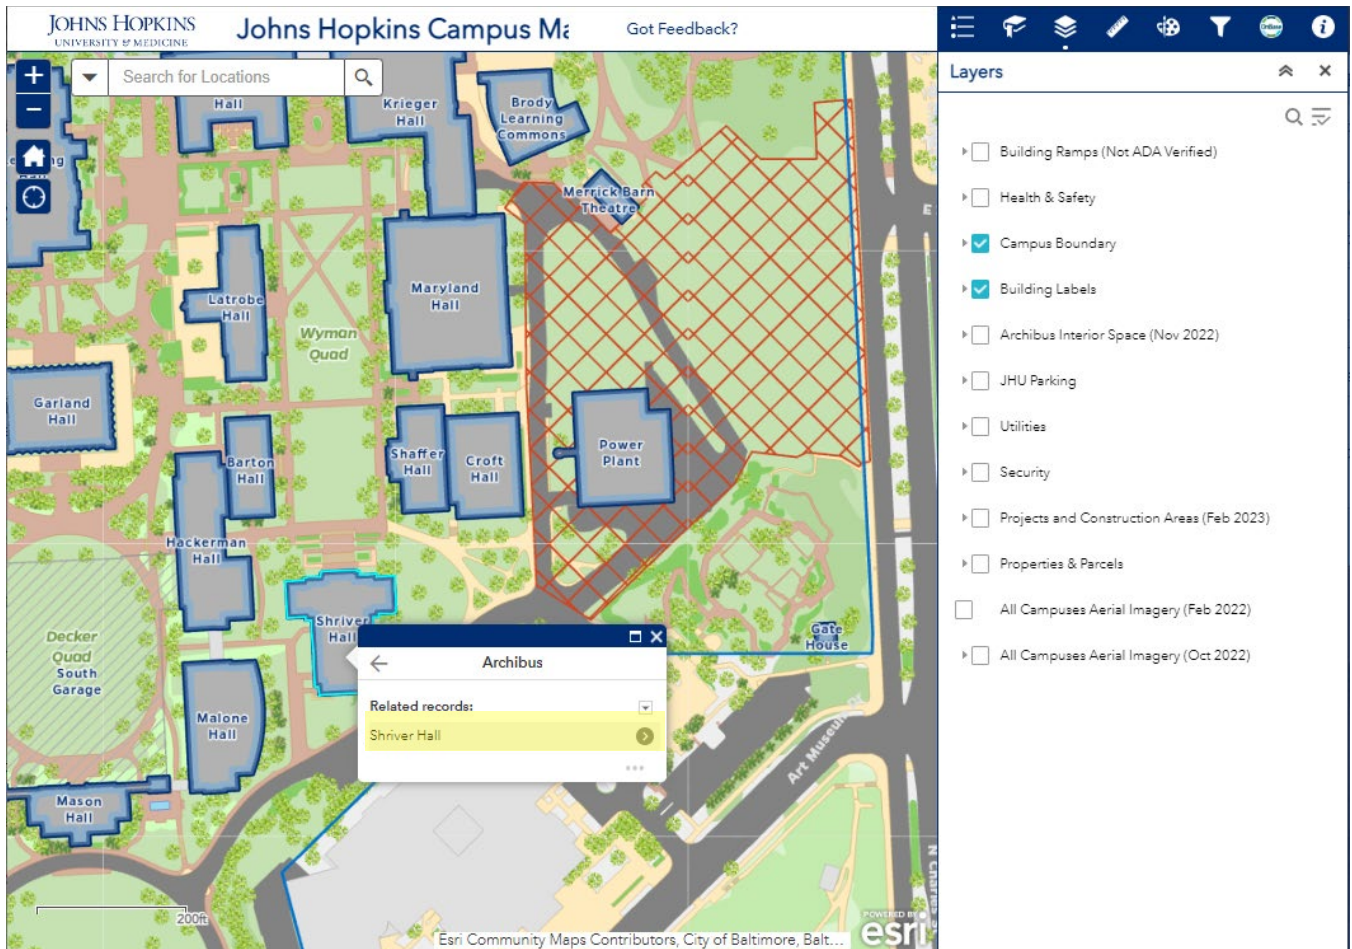 JOHNS HOPKINS
UNIVERSITY & MEDICINE
Johns Hopkins Campus Ma
Got Feedback?
Search for Locations
Layers
Building Ramps (Not ADA Verified)
Health & Safety
Campus Boundary
Building Labels
Archibus Interior Space (Nov 2022)
JHU Parking
Utilities
Security
Projects and Construction Areas (Feb 2023)
Properties & Parcels
All Campuses Aerial Imagery (Feb 2022)
All Campuses Aerial Imagery (Oct 2022)
Hall
Krieger
Hall
Brody
Learning
Commons
Merrick Barn
Theatre
E
Latrobe
Hall
Maryland
Hall
Wyman
Quad
Garland
Hall
Barton
Hall
Shaffer
Hall
Croft
Hall
Power
Plant
Hackerman
Hall
Shriver
Hall
Decker
Quad
South
Garage
Gate
House
Malone
Hall
Mason
Hall
Archibus
Related records:
Shriver Hall
Art Museum
N Charles S
200ft
Esri Community Maps Contributors, City of Baltimore, Balt...
POWERED BY
esri